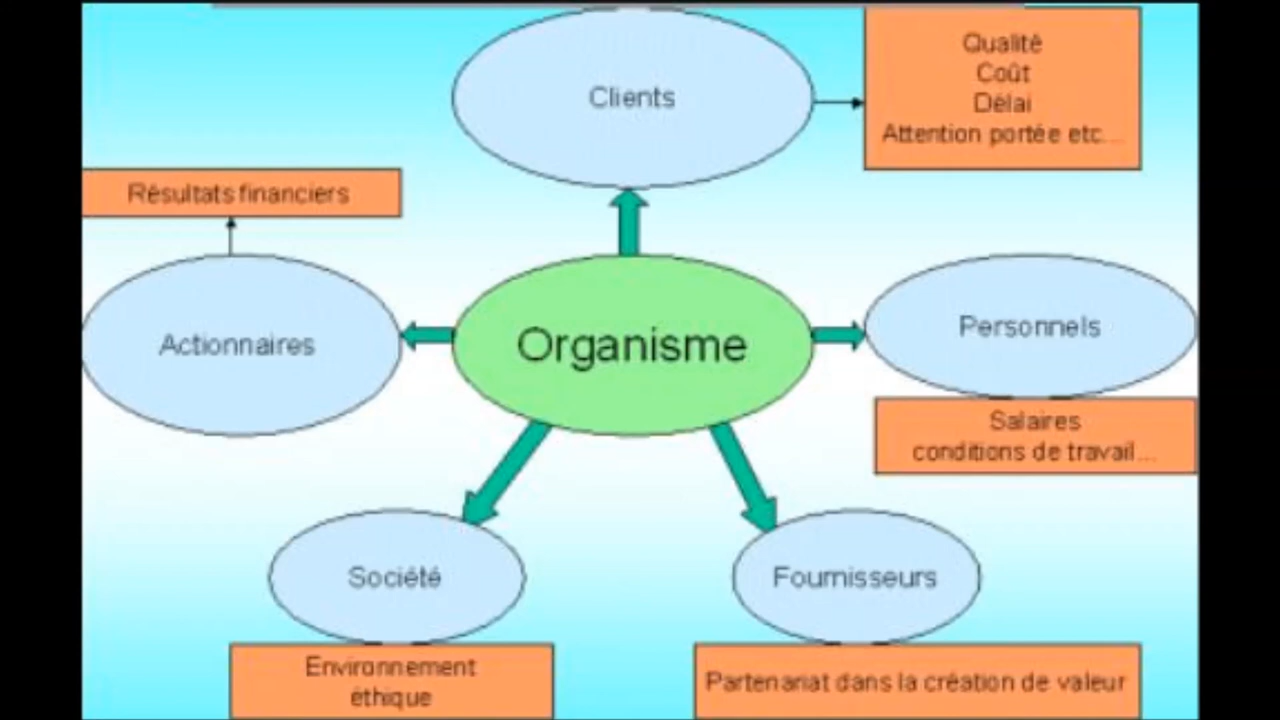 Clients
Qualité
Coût
Délai
Attention portée etc...
Résultats financiers
Actionnaires
Organisme
Personnels
Salaires
conditions de travail...
Société
Fournisseurs
Environnement
éthique
Partenariat dans la création de valeur